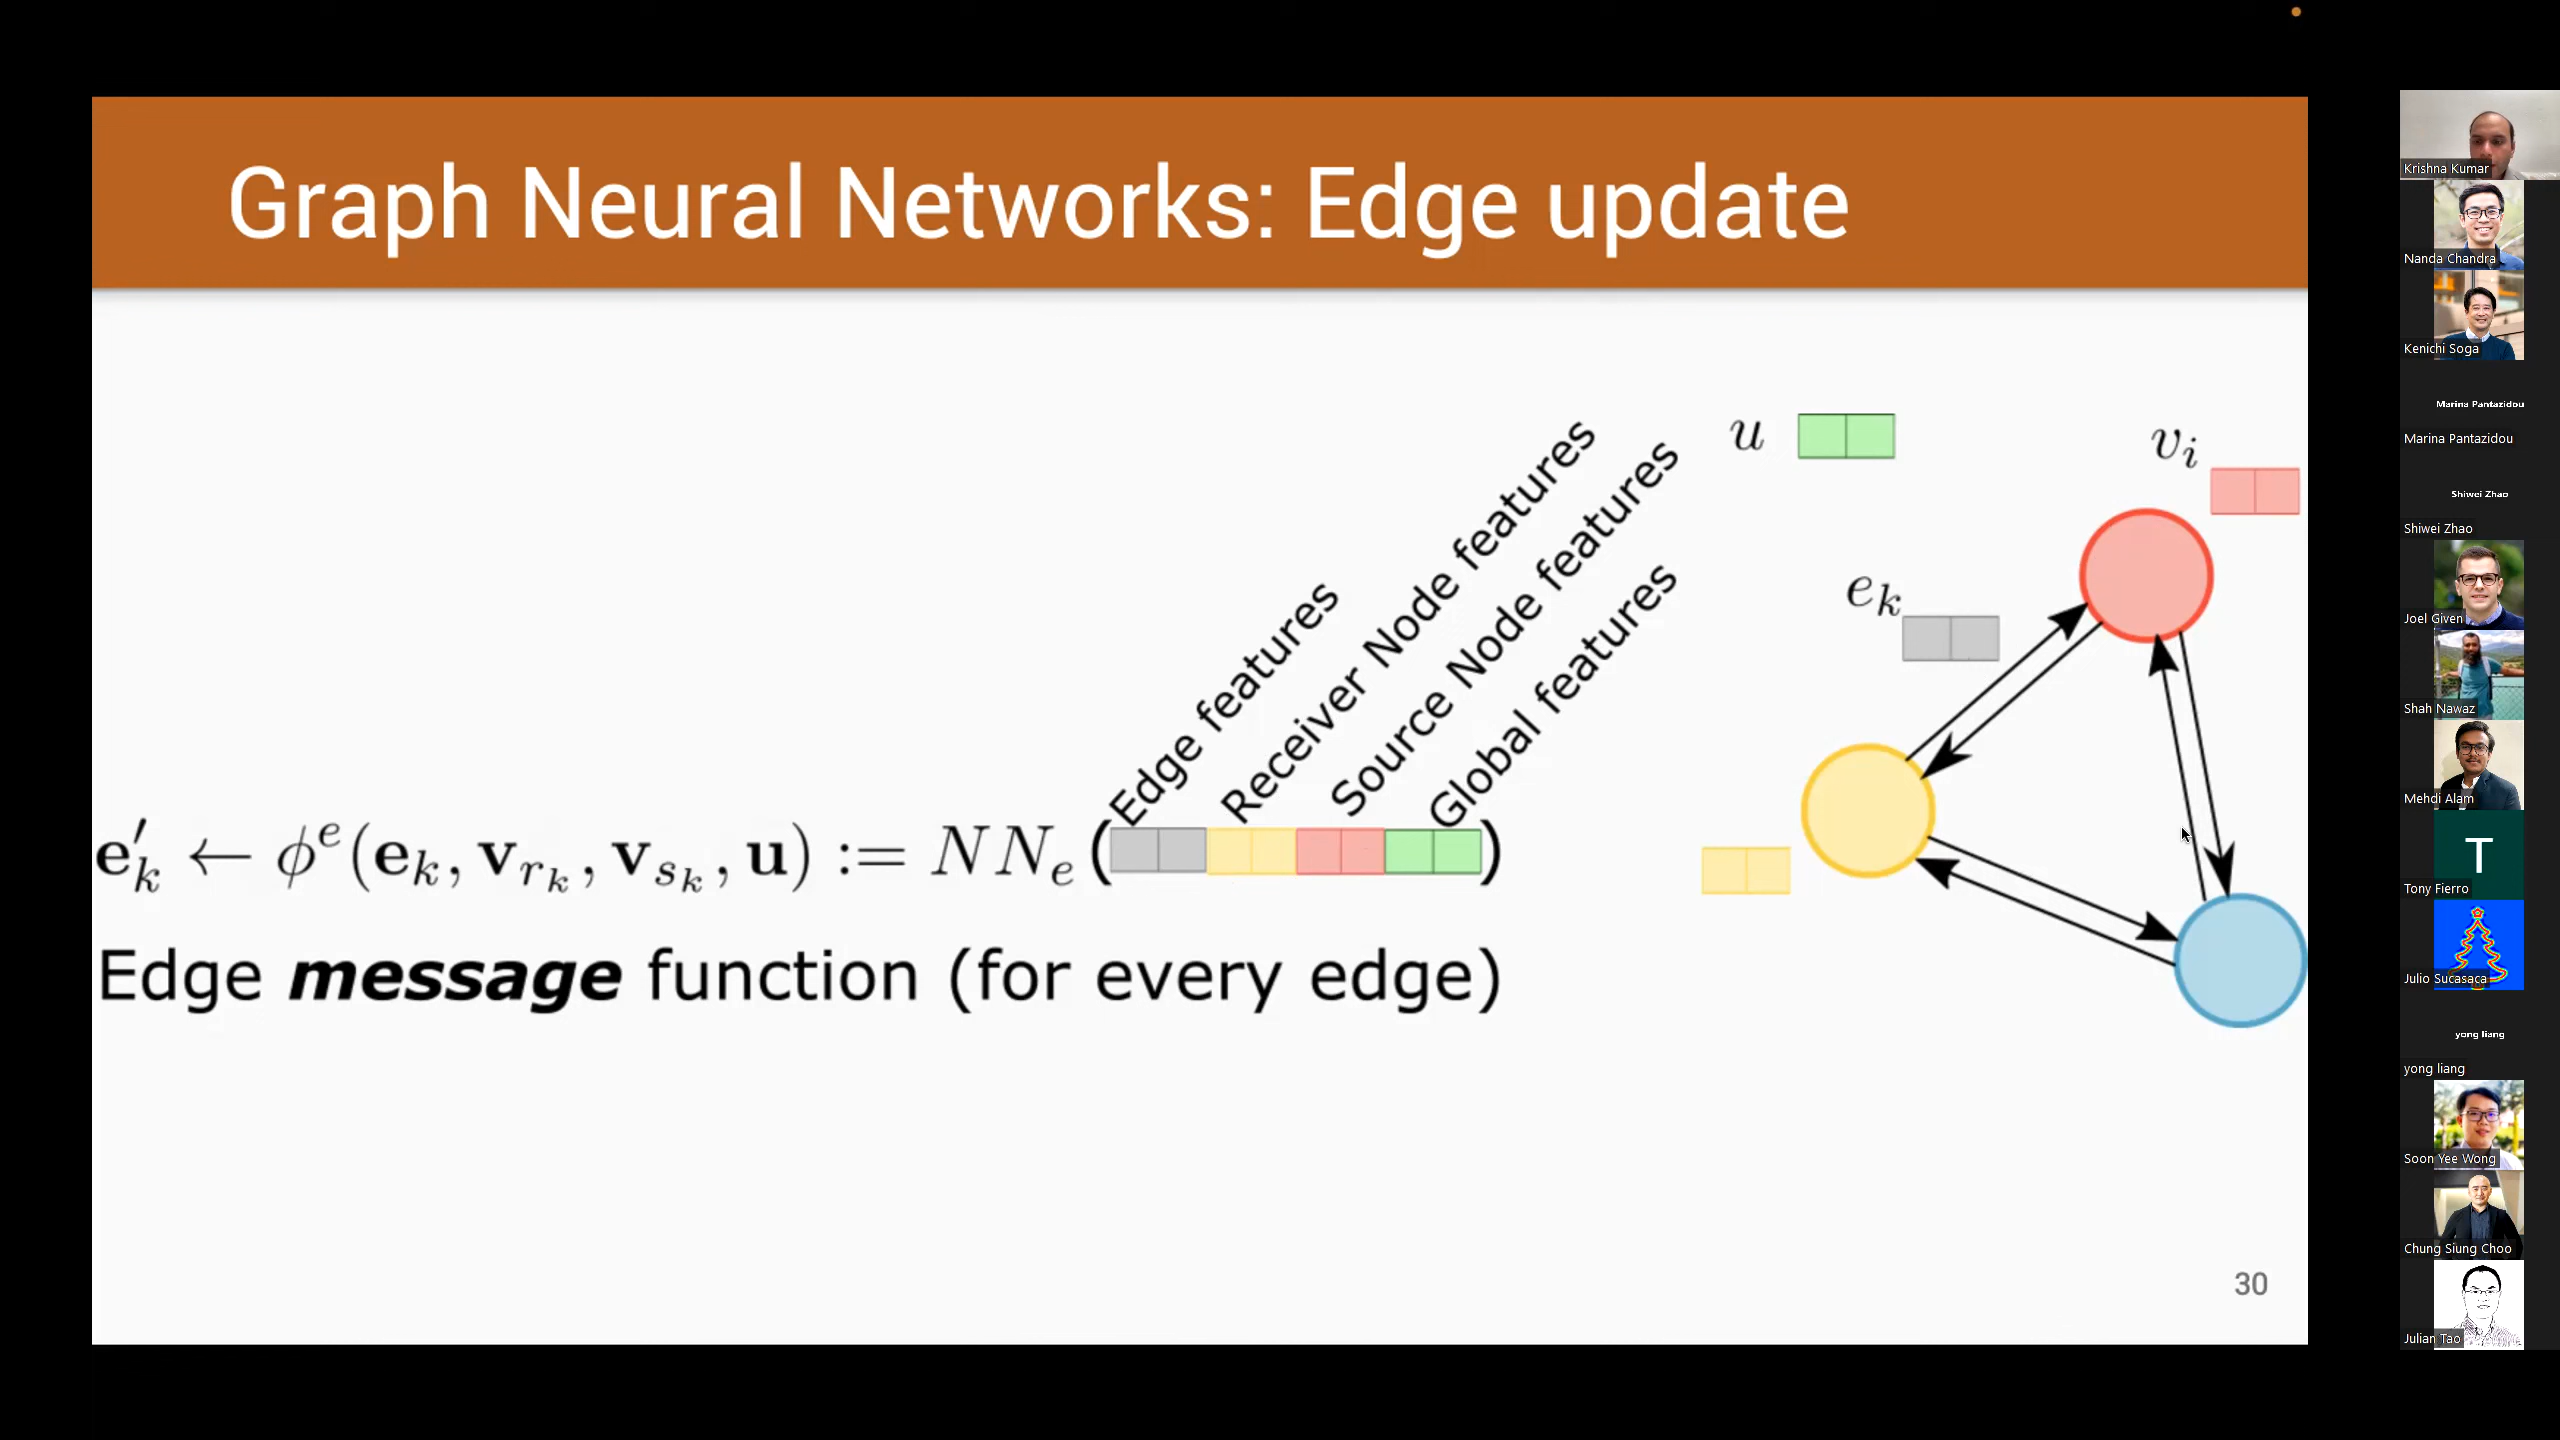 Graph Neural Networks: Edge update
Edge features
Receiver Node features
Source Node features
Global features
u
v_i
e_k
e'_k ← ϕ^e(e_k, v_{r_k}, v_{s_k}, u) := NN_e ( )
Edge message function (for every edge)
30
Krishna Kumar
Nanda Chandra
Kenichi Soga
Marina Pantazidou
Marina Pantazidou
Shiwei Zhao
Shiwei Zhao
Joel Given
Shah Nawaz
Mehdi Alam
T
Tony Fierro
Julio Sucasaca
yong liang
yong liang
Soon Yee Wong
Chung Siung Choo
Julian Tao